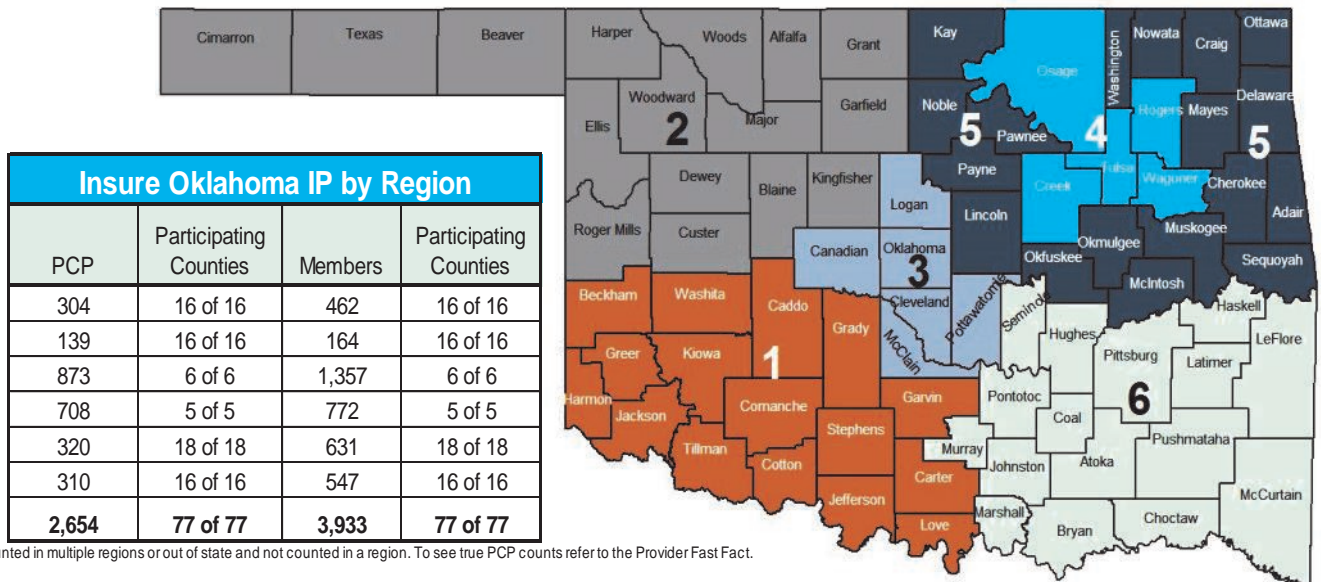 Insure Oklahoma IP by Region
PCP Participating Counties Members Participating Counties
304 16 of 16 462 16 of 16
139 16 of 16 164 16 of 16
873 6 of 6 1,357 6 of 6
708 5 of 5 772 5 of 5
320 18 of 18 631 18 of 18
310 16 of 16 547 16 of 16
2,654 77 of 77 3,933 77 of 77
nted in multiple regions or out of state and not counted in a region. To see true PCP counts refer to the Provider Fast Fact.
Cimarron Texas Beaver Harper Woods Alfalfa Grant Kay Osage Washington Nowata Craig Ottawa
Ellis Woodward 2 Major Garfield Noble 5 Pawnee 4 Rogers Mayes Delaware 5
Dewey Blaine Kingfisher Logan Payne Creek Tulsa Wagoner Cherokee Adair
Roger Mills Custer Canadian Oklahoma 3 Lincoln Okfuskee Okmulgee Muskogee Sequoyah
Beckham Washita Caddo Grady Cleveland McClain Pottawatomie Seminole Hughes McIntosh Haskell LeFlore
Greer Kiowa 1 Pittsburg 6 Latimer
Harmon Jackson Comanche Stephens Garvin Pontotoc Coal Pushmataha
Tillman Cotton Murray Johnston Atoka McCurtain
Jefferson Carter Love Marshall Bryan Choctaw